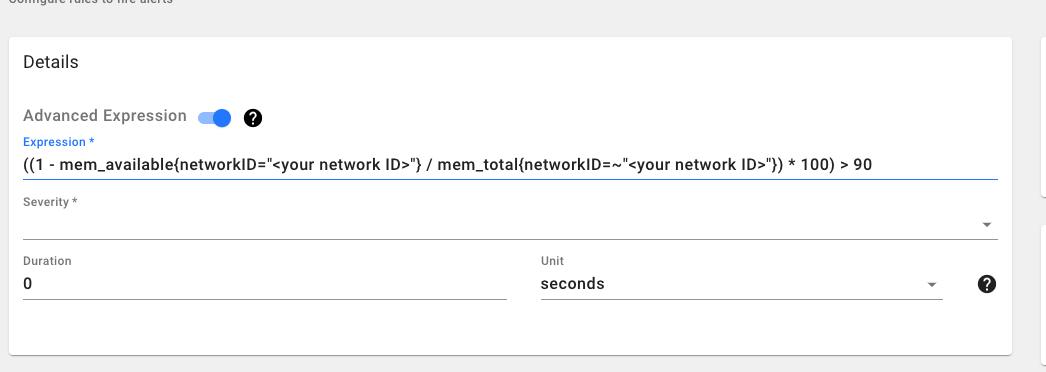 Configure rules to fire alerts
Details
Advanced Expression ?
Expression *
((1 - mem_available{networkID="<your network ID>"} / mem_total{networkID=~"<your network ID>"}) * 100) > 90
Severity *
Duration
Unit
0
seconds
?